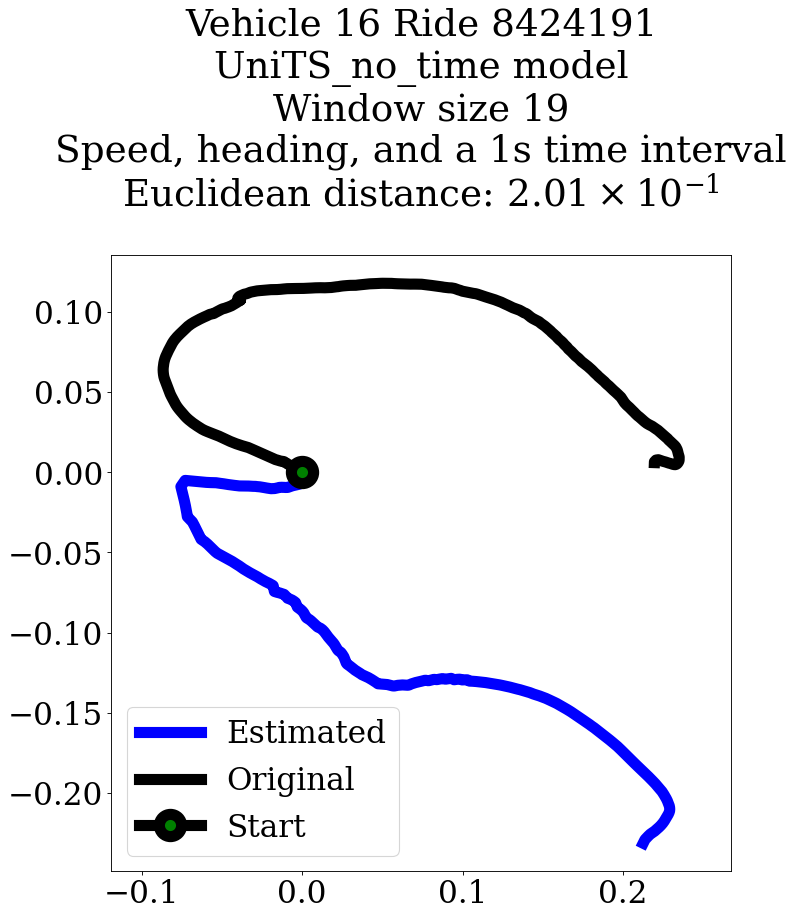 Vehicle 16 Ride 8424191
UniTS_no_time model
Window size 19
Speed, heading, and a 1s time interval
Euclidean distance: 2.01 × 10⁻¹
0.10
0.05
0.00
−0.05
−0.10
−0.15
−0.20
Estimated
Original
Start
−0.1 0.0 0.1 0.2